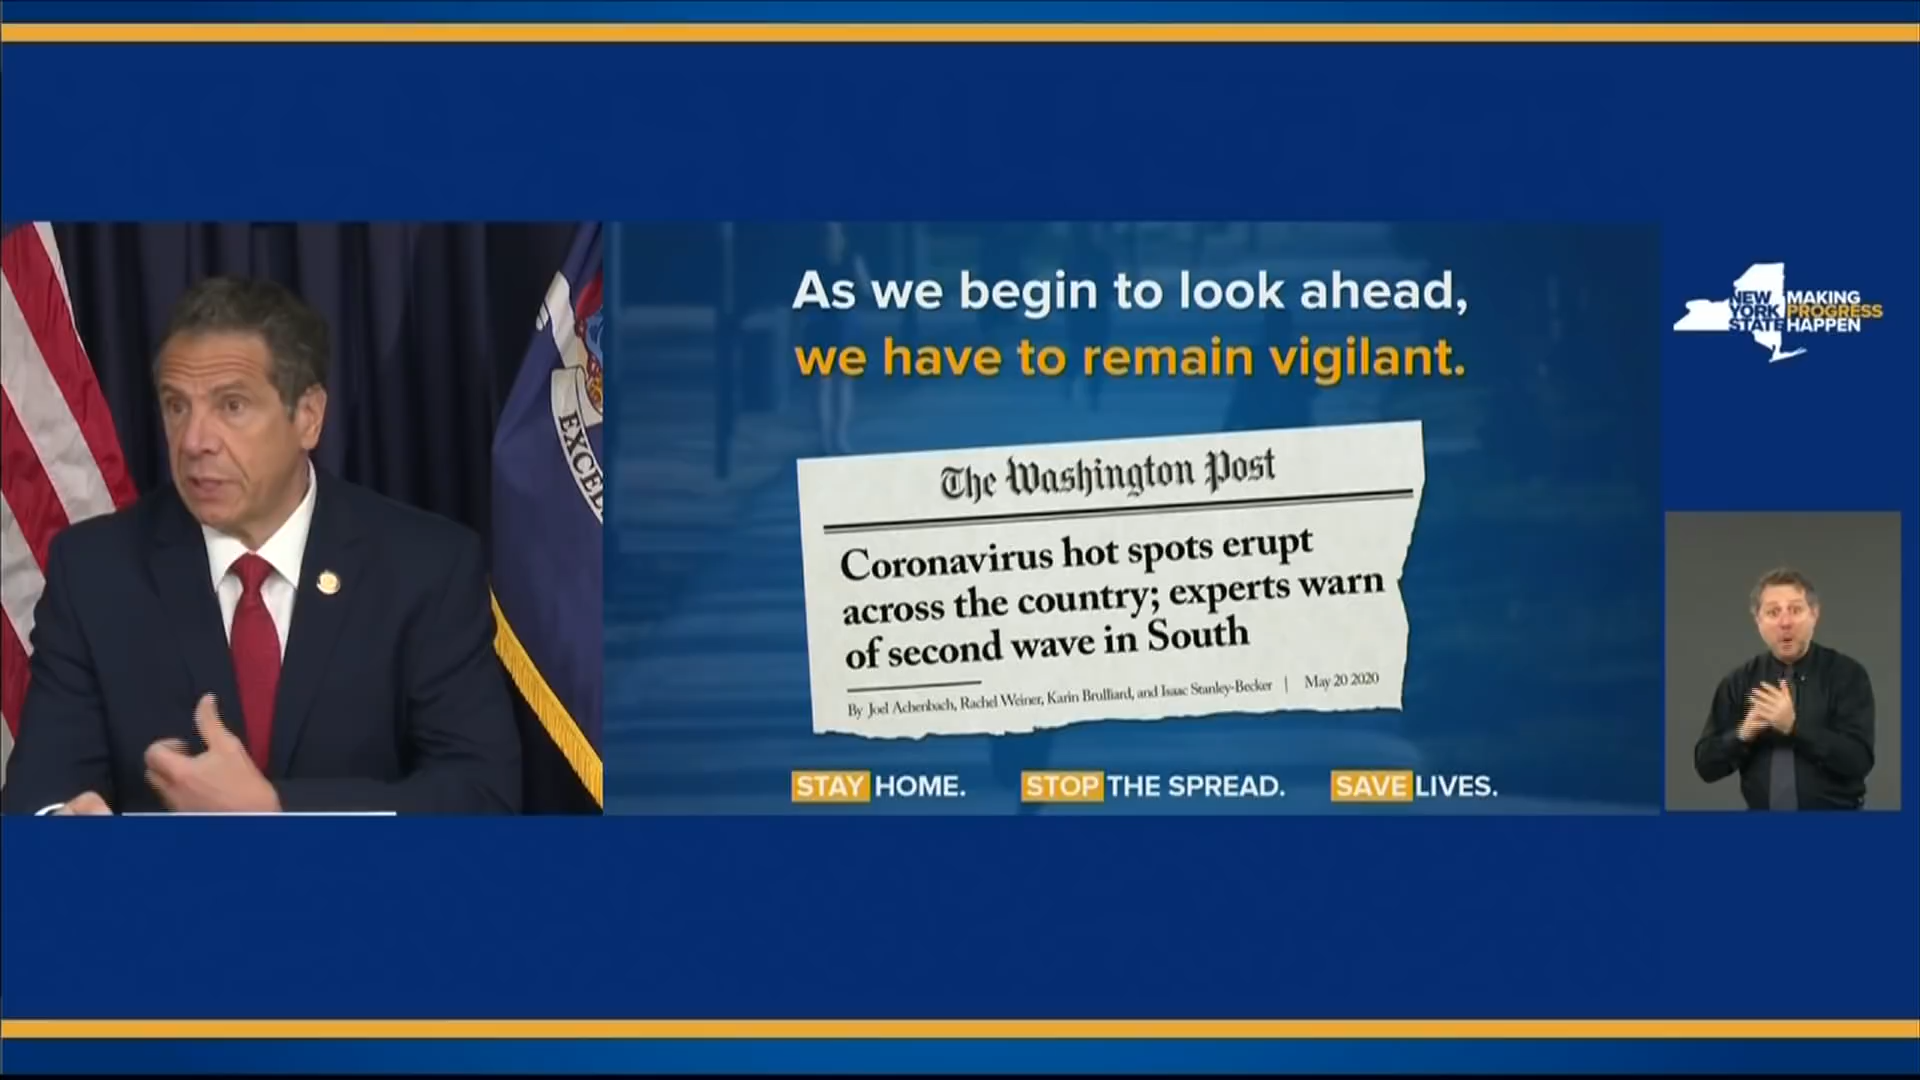 As we begin to look ahead,
we have to remain vigilant.
The Washington Post
Coronavirus hot spots erupt
across the country; experts warn
of second wave in South
By Joel Achenbach, Rachel Weiner, Karin Brulliard, and Isaac Stanley-Becker | May 20 2020
STAY HOME. STOP THE SPREAD. SAVE LIVES.
NEW YORK STATE
MAKING
PROGRESS
HAPPEN
EXCEL